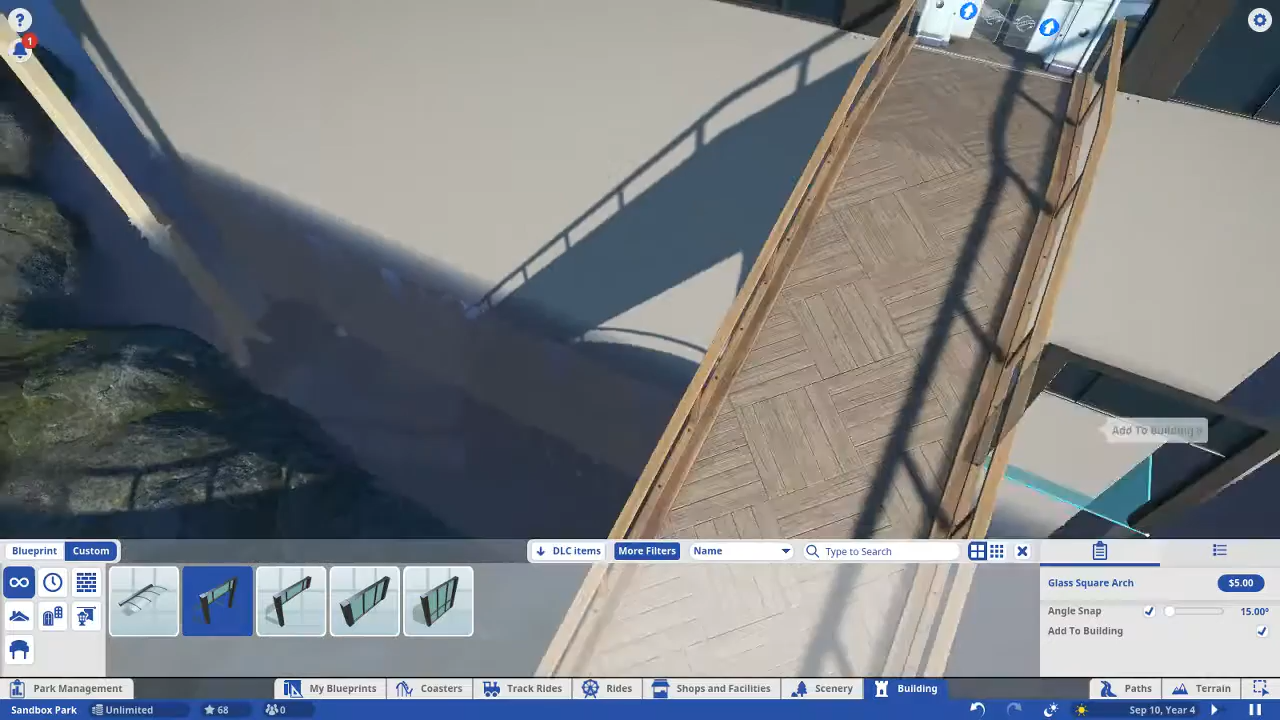 ?
1
Add To Building
Blueprint
Custom
DLC items
More Filters
Name
Type to Search
Glass Square Arch
$5.00
Angle Snap
15.00°
Add To Building
Park Management
My Blueprints
Coasters
Track Rides
Rides
Shops and Facilities
Scenery
Building
Paths
Terrain
Sandbox Park
Unlimited
68
0
Sep 10, Year 4